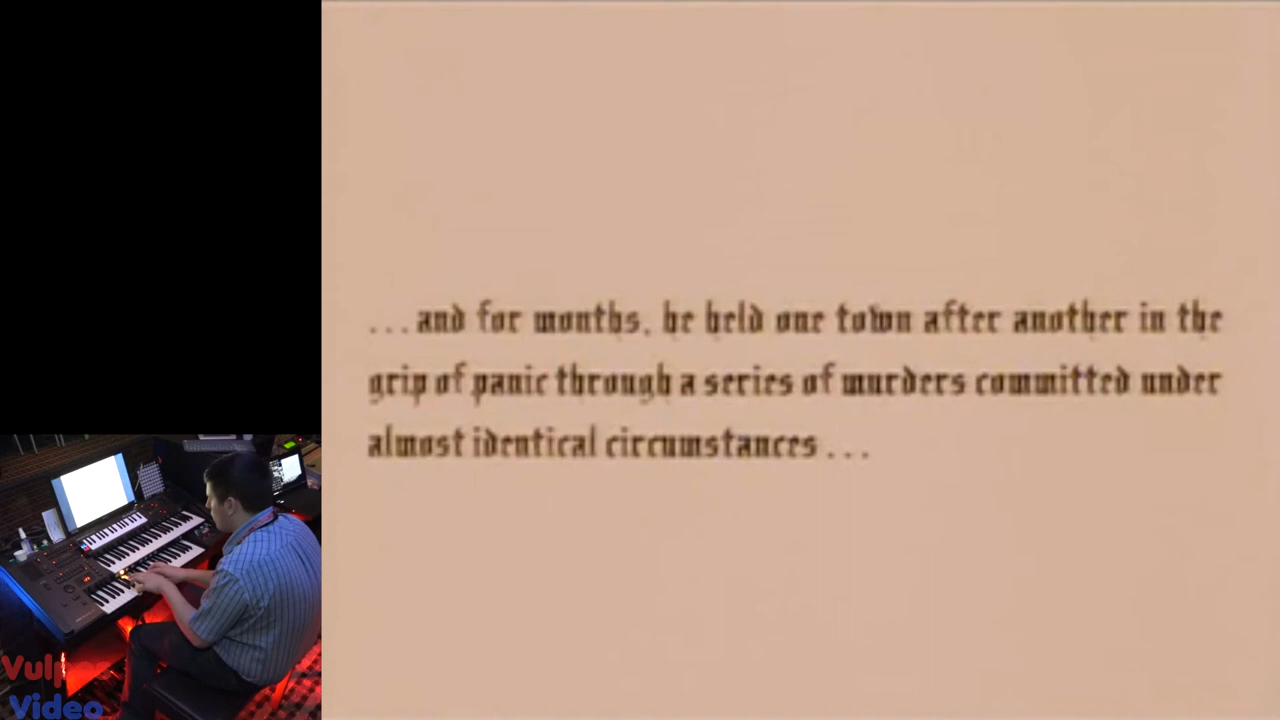 ...and for months, he held one town after another in the
grip of panic through a series of murders committed under
almost identical circumstances...
Vulpes
Video